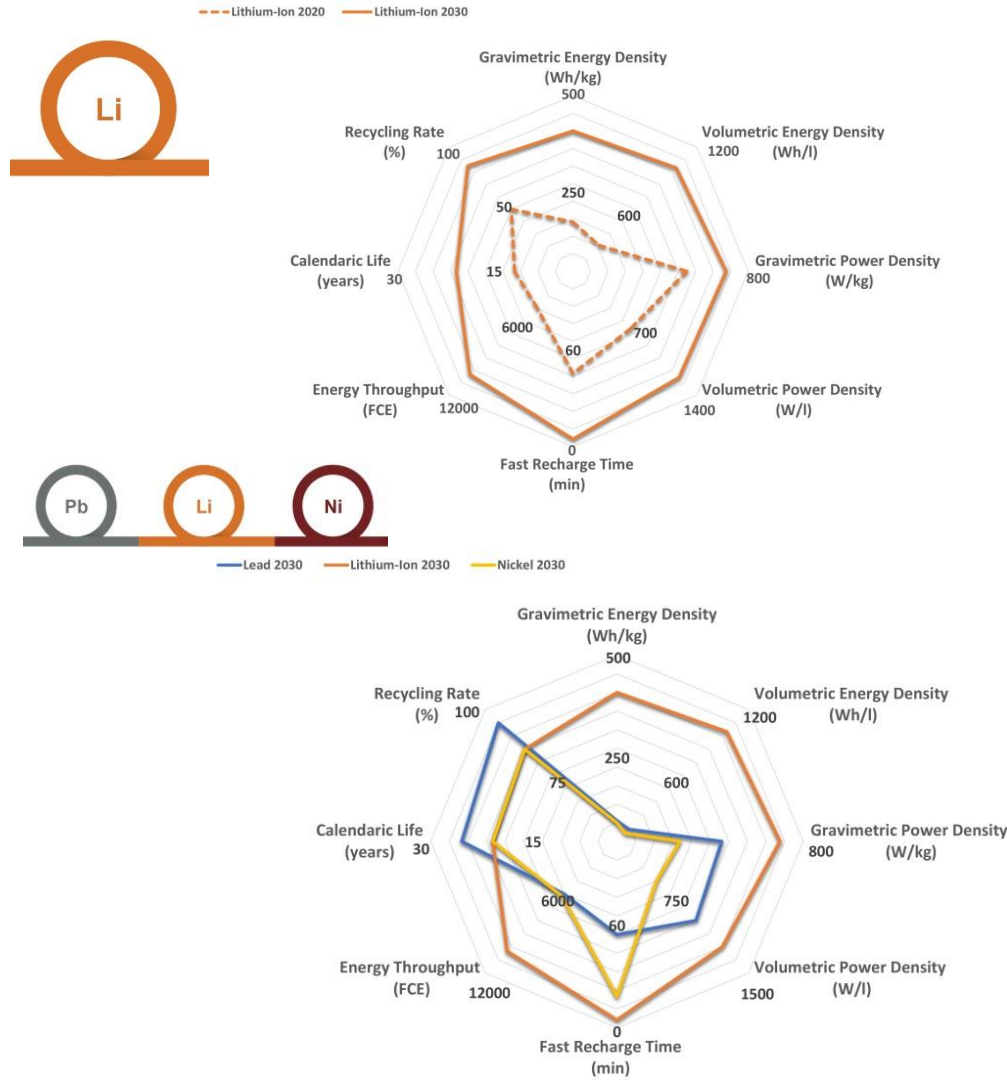 Lithium-Ion 2020 Lithium-Ion 2030
Li
Gravimetric Energy Density
(Wh/kg)
500
Recycling Rate
(%)
100
Volumetric Energy Density
(Wh/l)
1200
250
600
50
Calendaric Life
(years)
30
15
Gravimetric Power Density
(W/kg)
800
6000
700
60
Energy Throughput
(FCE)
12000
Volumetric Power Density
(W/l)
1400
0
Fast Recharge Time
(min)
Pb Li Ni
Lead 2030 Lithium-Ion 2030 Nickel 2030
Gravimetric Energy Density
(Wh/kg)
500
Recycling Rate
(%)
100
Volumetric Energy Density
(Wh/l)
1200
250
600
75
Calendaric Life
(years)
30
15
Gravimetric Power Density
(W/kg)
800
6000
750
60
Energy Throughput
(FCE)
12000
Volumetric Power Density
(W/l)
1500
0
Fast Recharge Time
(min)